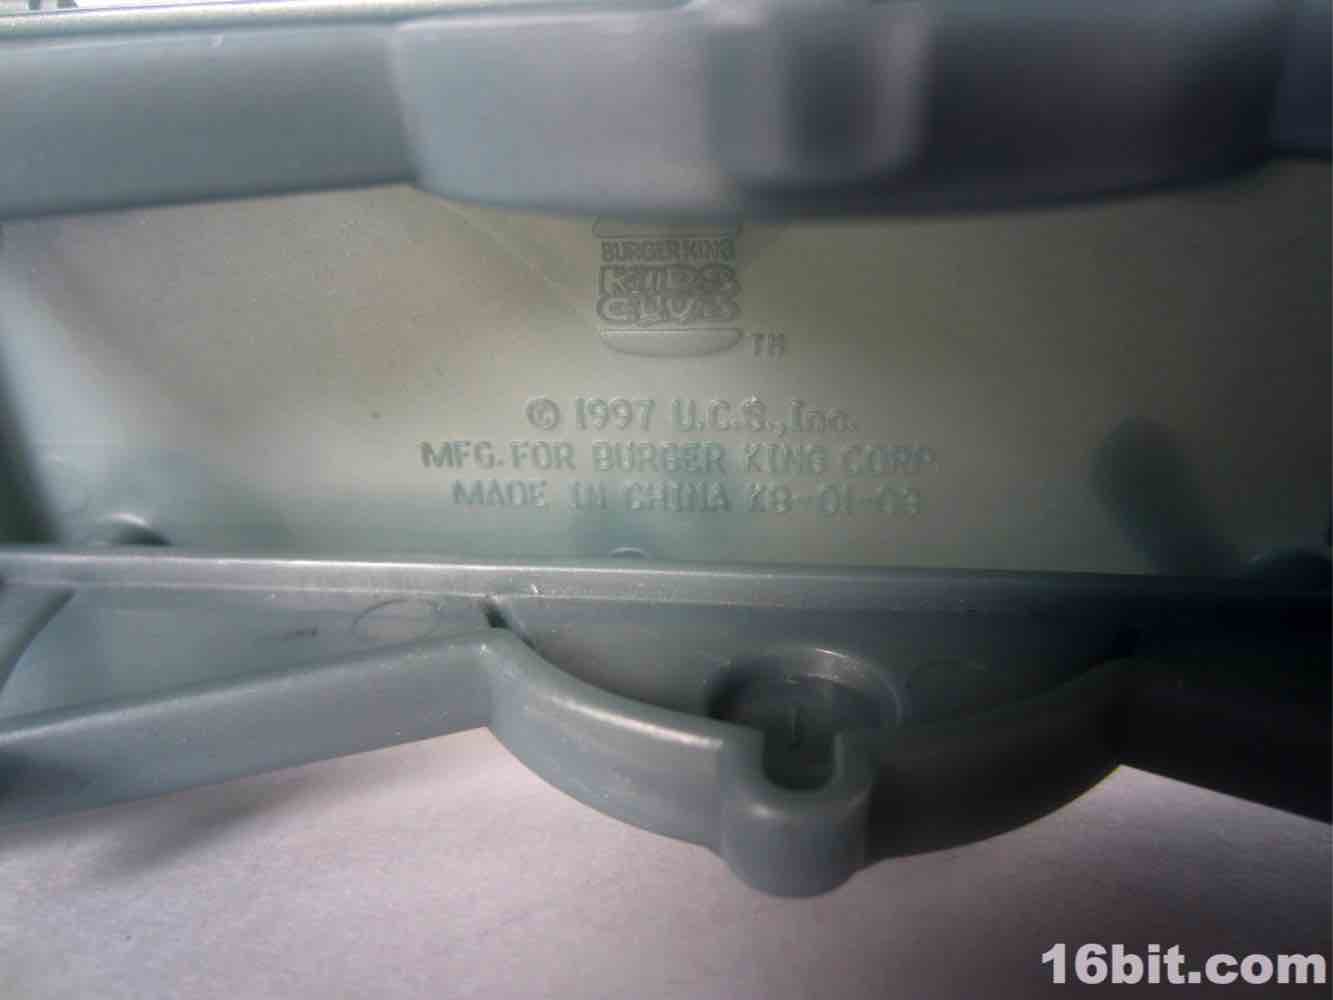 BURGER KING
KIDS
CLUB
TM
© 1997 U.C.S., Inc.
MFG. FOR BURGER KING CORP.
MADE IN CHINA K8-01-03
16bit.com